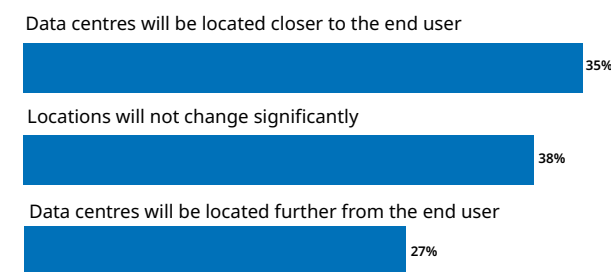 Data centres will be located closer to the end user
35%
Locations will not change significantly
38%
Data centres will be located further from the end user
27%